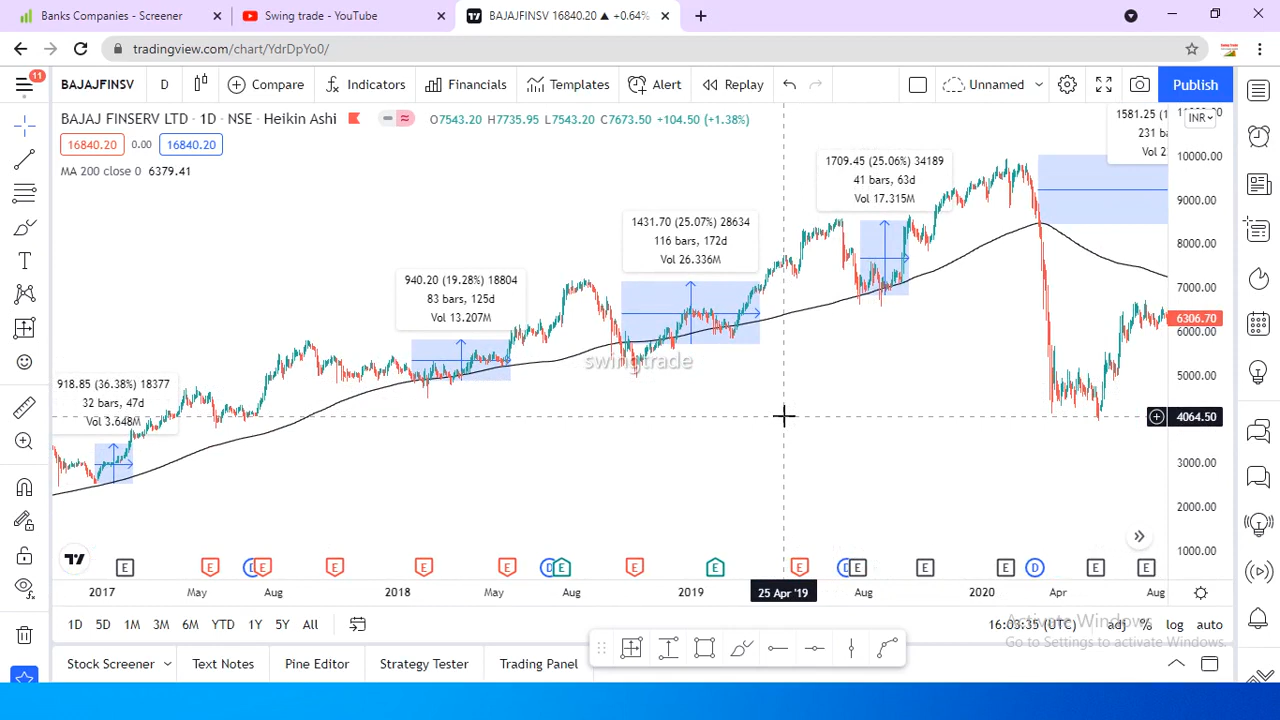 Banks Companies - Screener
Swing trade - YouTube
BAJAJFINSV 16840.20 ▲ +0.64%
tradingview.com/chart/YdrDpYo0/
11
BAJAJFINSV D Compare Indicators Financials Templates Alert Replay Unnamed Publish
BAJAJ FINSERV LTD · 1D · NSE · Heikin Ashi O7543.20 H7735.95 L7543.20 C7673.50 +104.50 (+1.38%)
16840.20 0.00 16840.20
MA 200 close 0 6379.41
INR
1581.25 (1
231 bars
10000.00
9000.00
8000.00
7000.00
6306.70
6000.00
5000.00
4064.50
3000.00
2000.00
1000.00
1709.45 (25.06%) 34189
41 bars, 63d
Vol 17.315M
1431.70 (25.07%) 28634
116 bars, 172d
Vol 26.336M
940.20 (19.28%) 18804
83 bars, 125d
Vol 13.207M
918.85 (36.38%) 18377
32 bars, 47d
Vol 3.648M
swingtrade
E D E E E E E D E E E E D E E E D E E
2017 May Aug 2018 May Aug 2019 25 Apr '19 Aug 2020 Apr Aug
1D 5D 1M 3M 6M YTD 1Y 5Y All
16:03:35 (UTC) adj % log auto
Activate Windows
Go to Settings to activate Windows.
Stock Screener Text Notes Pine Editor Strategy Tester Trading Panel